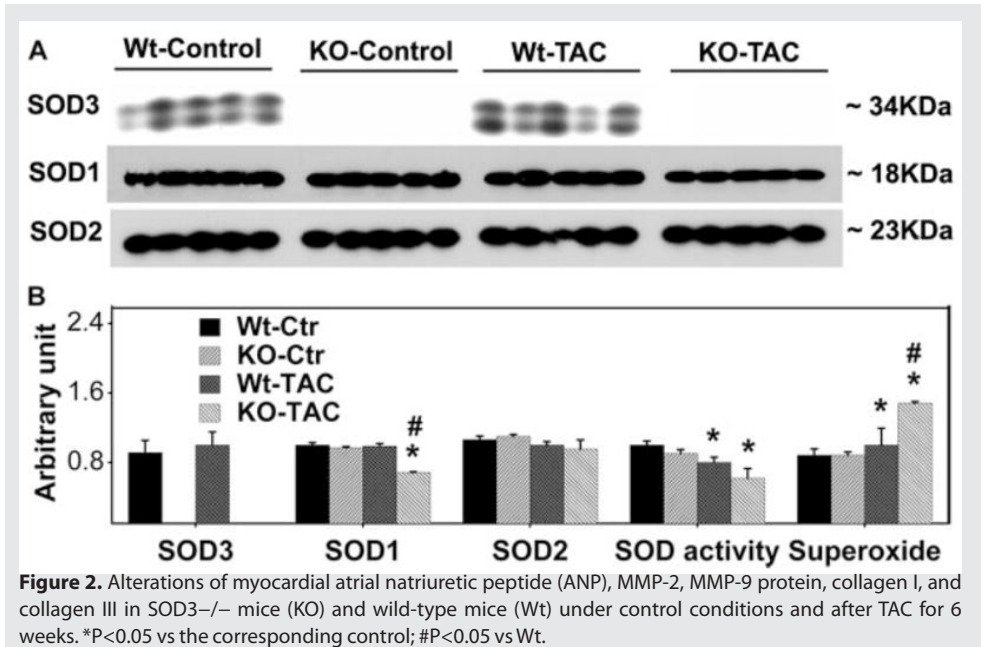 A
Wt-Control KO-Control Wt-TAC KO-TAC
SOD3 ~ 34KDa
SOD1 ~ 18KDa
SOD2 ~ 23KDa
B
Arbitrary unit
2.4
1.6
0.8
Wt-Ctr
KO-Ctr
Wt-TAC
KO-TAC
#
*
*
*
*
#
*
SOD3 SOD1 SOD2 SOD activity Superoxide
Figure 2. Alterations of myocardial atrial natriuretic peptide (ANP), MMP-2, MMP-9 protein, collagen I, and
collagen III in SOD3−/− mice (KO) and wild-type mice (Wt) under control conditions and after TAC for 6
weeks. *P<0.05 vs the corresponding control; #P<0.05 vs Wt.